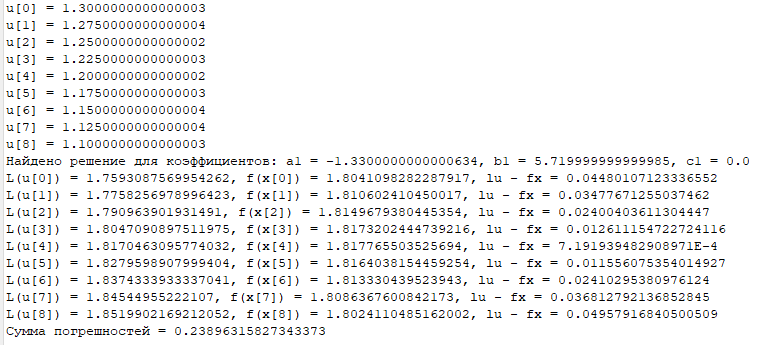 u[0] = 1.3000000000000003
u[1] = 1.2750000000000004
u[2] = 1.2500000000000002
u[3] = 1.2250000000000003
u[4] = 1.2000000000000002
u[5] = 1.1750000000000003
u[6] = 1.1500000000000004
u[7] = 1.1250000000000004
u[8] = 1.1000000000000003
Найдено решение для коэффициентов: a1 = -1.3300000000000634, b1 = 5.719999999999985, c1 = 0.0
L(u[0]) = 1.7593087569954262, f(x[0]) = 1.8041098282287917, lu - fx = 0.04480107123336552
L(u[1]) = 1.7758256978996423, f(x[1]) = 1.810602410450017, lu - fx = 0.03477671255037462
L(u[2]) = 1.790963901931491, f(x[2]) = 1.8149679380445354, lu - fx = 0.02400403611304447
L(u[3]) = 1.8047090897511975, f(x[3]) = 1.8173202444739216, lu - fx = 0.012611154722724116
L(u[4]) = 1.8170463095774032, f(x[4]) = 1.817765503525694, lu - fx = 7.191939482908971E-4
L(u[5]) = 1.8279598907999404, f(x[5]) = 1.8164038154459254, lu - fx = 0.011556075354014927
L(u[6]) = 1.8374333933337041, f(x[6]) = 1.813330439523943, lu - fx = 0.02410295380976124
L(u[7]) = 1.84544955222107, f(x[7]) = 1.8086367600842173, lu - fx = 0.036812792136852845
L(u[8]) = 1.8519902169212052, f(x[8]) = 1.8024110485162002, lu - fx = 0.04957916840500509
Сумма погрешностей = 0.23896315827343373